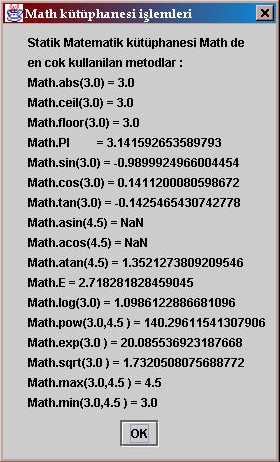 Math kütüphanesi işlemleri
Statik Matematik kütüphanesi Math de
en cok kullanilan metodlar :
Math.abs(3.0) = 3.0
Math.ceil(3.0) = 3.0
Math.floor(3.0) = 3.0
Math.PI = 3.141592653589793
Math.sin(3.0) = -0.9899924966004454
Math.cos(3.0) = 0.1411200080598672
Math.tan(3.0) = -0.1425465430742778
Math.asin(4.5) = NaN
Math.acos(4.5) = NaN
Math.atan(4.5) = 1.3521273809209546
Math.E = 2.718281828459045
Math.log(3.0) = 1.0986122886681096
Math.pow(3.0,4.5 ) = 140.29611541307906
Math.exp(3.0 ) = 20.085536923187668
Math.sqrt(3.0 ) = 1.7320508075688772
Math.max(3.0,4.5 ) = 4.5
Math.min(3.0,4.5 ) = 3.0
OK